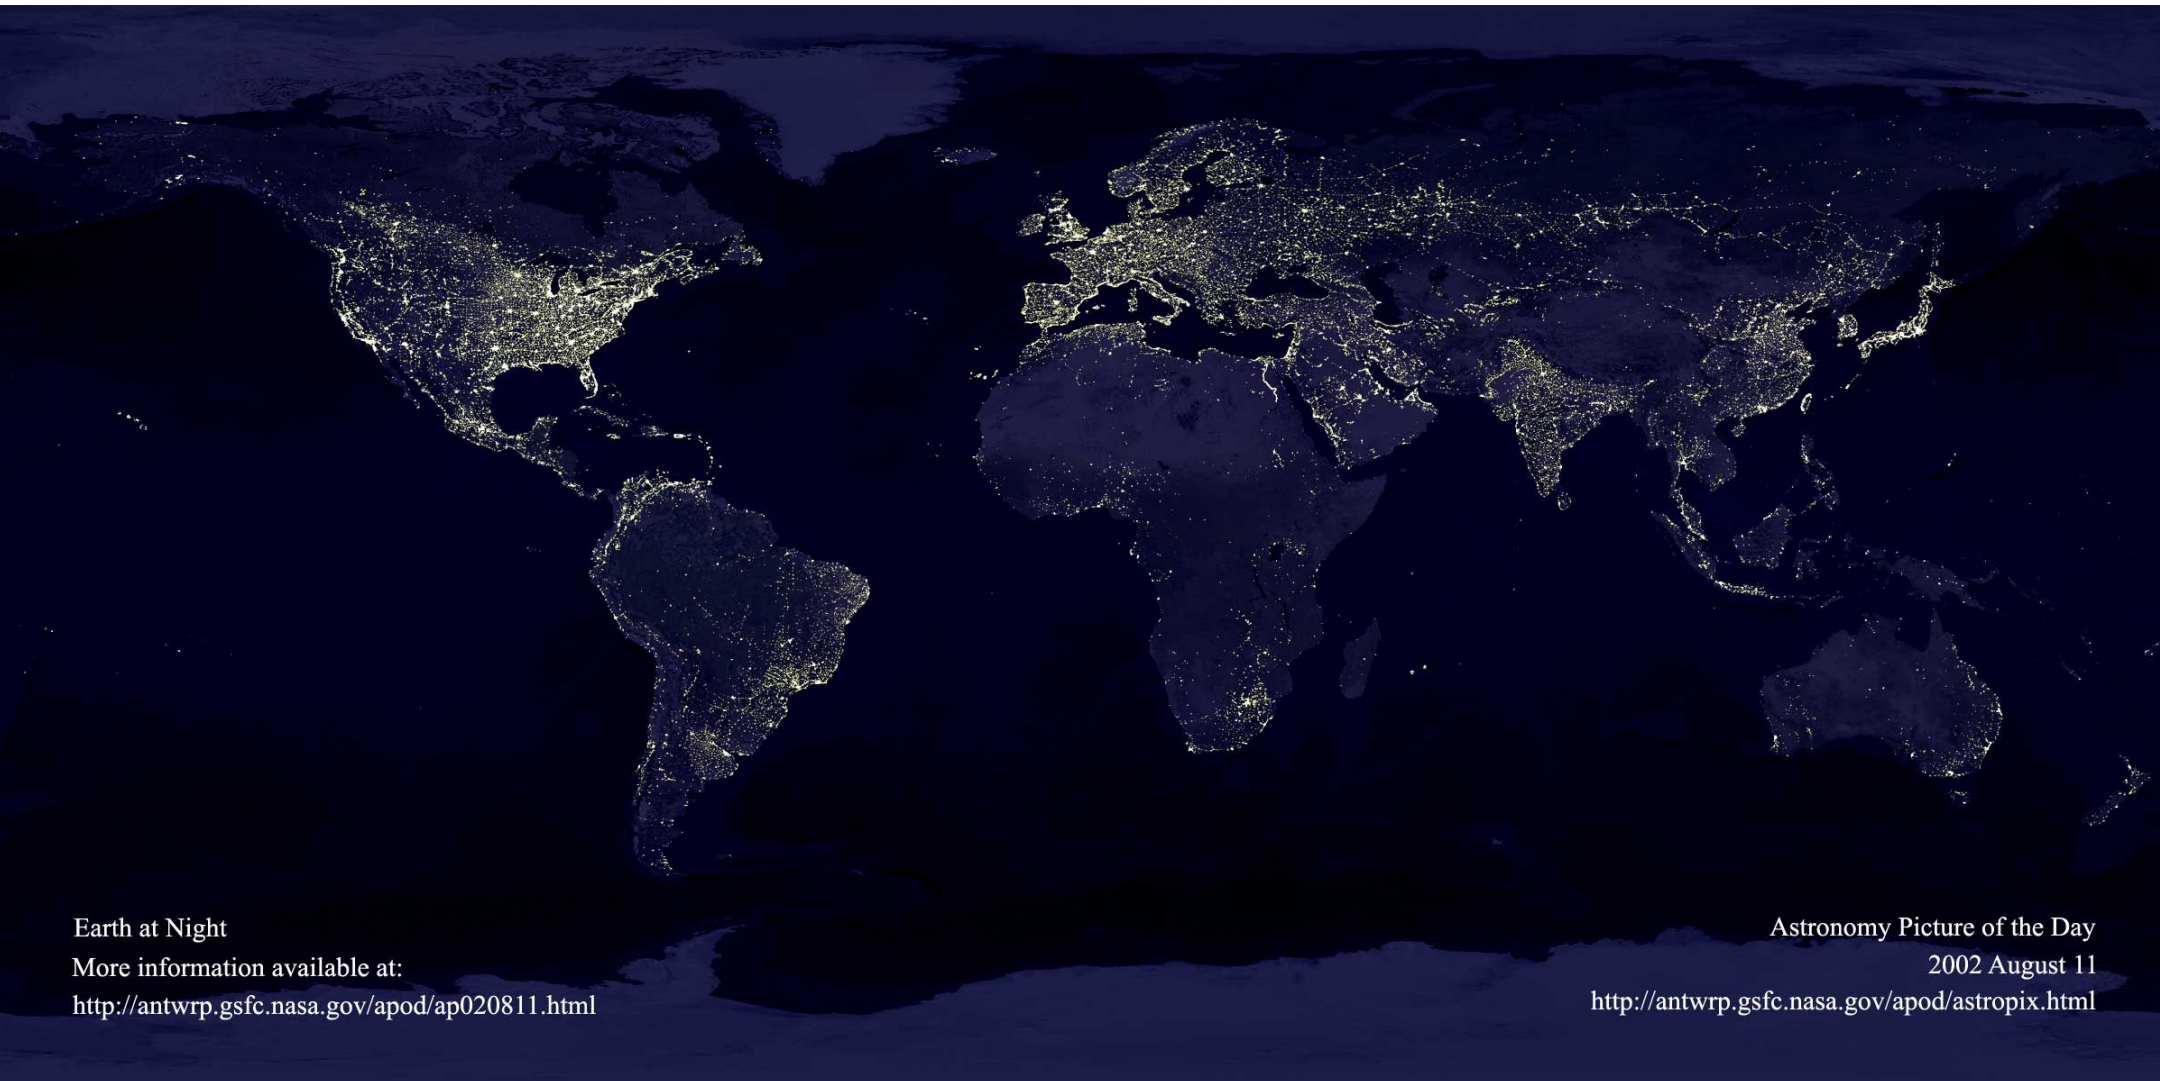 Earth at Night
More information available at:
http://antwrp.gsfc.nasa.gov/apod/ap020811.html
Astronomy Picture of the Day
2002 August 11
http://antwrp.gsfc.nasa.gov/apod/astropix.html